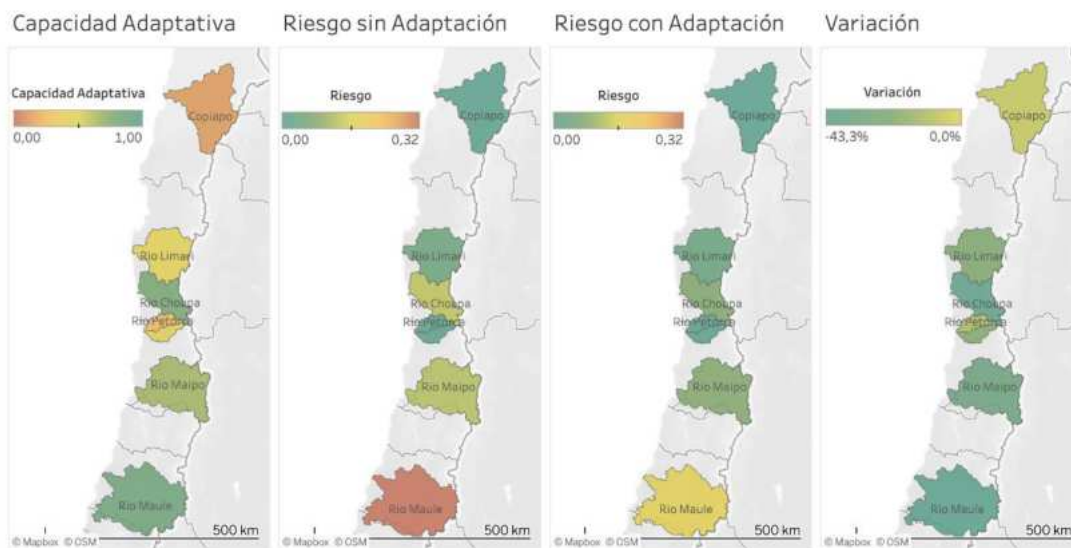 Capacidad Adaptativa
Riesgo sin Adaptación
Riesgo con Adaptación
Variación
Capacidad Adaptativa
0,00 1,00
Copiapo
Rio Limari
Rio Choapa
Rio Petorca
Rio Maipo
Rio Maule
500 km
© Mapbox © OSM
Riesgo
0,00 0,32
Copiapo
Rio Limari
Rio Choapa
Rio Petorca
Rio Maipo
Rio Maule
500 km
© Mapbox © OSM
Riesgo
0,00 0,32
Copiapo
Rio Limari
Rio Choapa
Rio Petorca
Rio Maipo
Rio Maule
500 km
© Mapbox © OSM
Variación
-43,3% 0,0%
Copiapo
Rio Limari
Rio Choapa
Rio Petorca
Rio Maipo
Rio Maule
500 km
© Mapbox © OSM